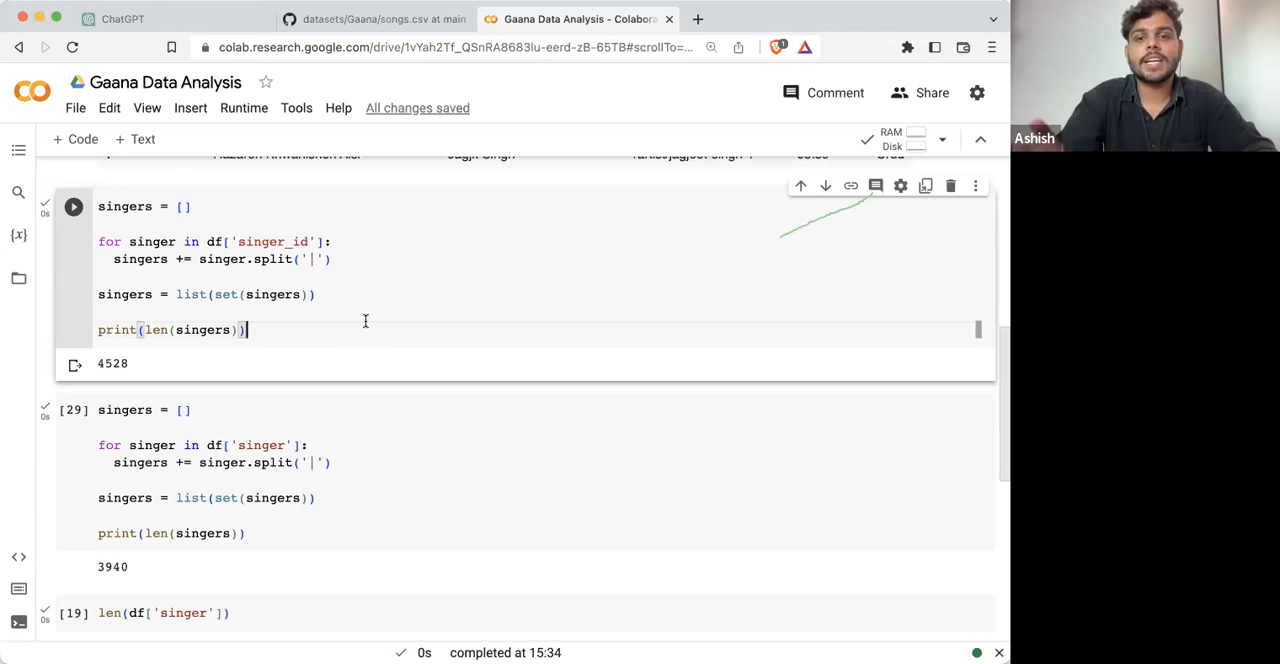 ChatGPT
datasets/Gaana/songs.csv at main
Gaana Data Analysis - Colabora
colab.research.google.com/drive/1vYah2Tf_QSnRA8683lu-eerd-zB-65TB#scrollTo=...
1
Gaana Data Analysis
File Edit View Insert Runtime Tools Help All changes saved
Comment
Share
+ Code + Text
RAM
Disk
Ashish
0s
singers = []
for singer in df['singer_id']:
singers += singer.split('|')
singers = list(set(singers))
print(len(singers))
4528
0s
[29] singers = []
for singer in df['singer']:
singers += singer.split('|')
singers = list(set(singers))
print(len(singers))
3940
0s
[19] len(df['singer'])
0s completed at 15:34